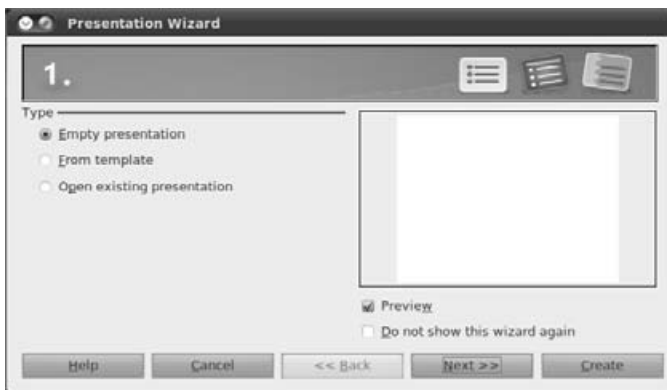 Presentation Wizard
1.
Type
Empty presentation
From template
Open existing presentation
Preview
Do not show this wizard again
Help Cancel << Back Next >> Create